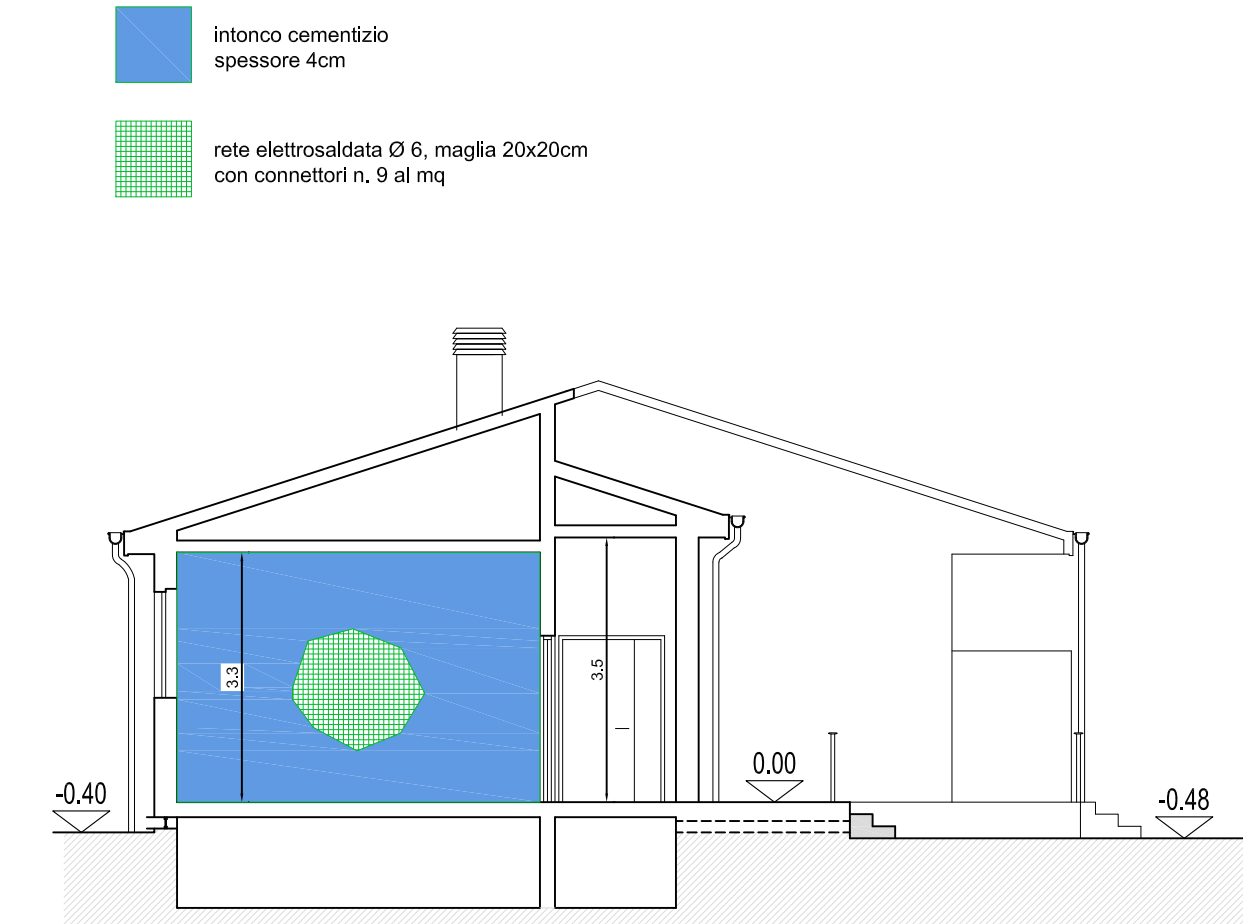 intonco cementizio
spessore 4cm
rete elettrosaldata Ø 6, maglia 20x20cm
con connettori n. 9 al mq
3.3
3.5
0.00
-0.40
-0.48